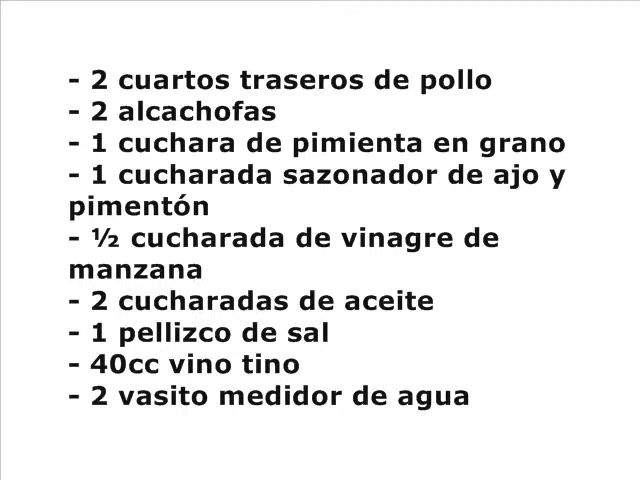 - 2 cuartos traseros de pollo
- 2 alcachofas
- 1 cuchara de pimienta en grano
- 1 cucharada sazonador de ajo y
pimentón
- ½ cucharada de vinagre de
manzana
- 2 cucharadas de aceite
- 1 pellizco de sal
- 40cc vino tino
- 2 vasito medidor de agua